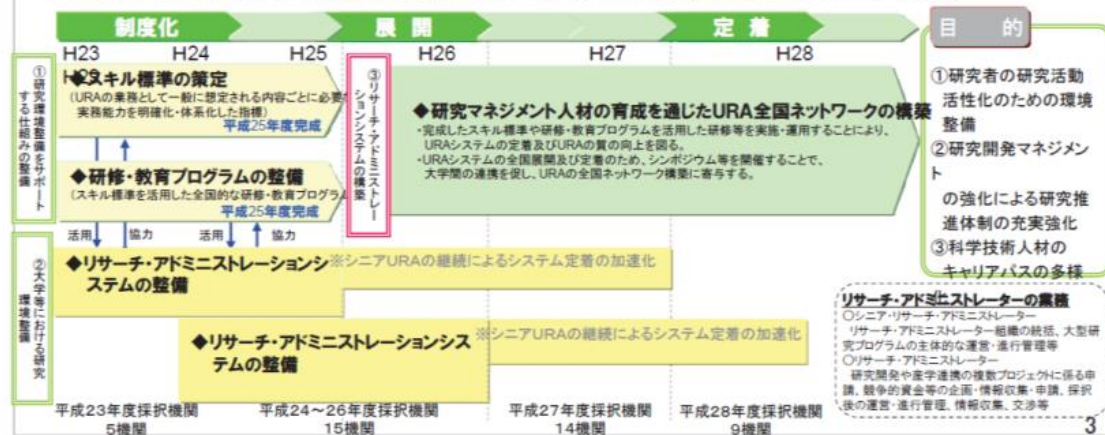 制度化
展開
定着
H23
H24
H25
H26
H27
H28
①研究環境整備をサポート
する仕組みの整備
◆スキル標準の策定
(URAの業務として一般に想定される内容ごとに必要な
実務能力を明確化・体系化した指標)
平成25年度完成
◆研修・教育プログラムの整備
(スキル標準を活用した全国的な研修・教育プログラム
平成25年度完成
③リサーチ・アドミニストレー
ションシステムの構築
◆研究マネジメント人材の育成を通じたURA全国ネットワークの構築
・完成したスキル標準や研修・教育プログラムを活用した研修等を実施・運用することにより、
URAシステムの定着及びURAの質の向上を図る。
・URAシステムの全国展開及び定着のため、シンポジウム等を開催することで、
大学間の連携を促し、URAの全国ネットワーク構築に寄与する。
活用
協力
活用
協力
②大学等における研究
環境整備
◆リサーチ・アドミニストレーションシ
ステムの整備
※シニアURAの継続によるシステム定着の加速化
◆リサーチ・アドミニストレーションシス
テムの整備
※シニアURAの継続によるシステム定着の加速化
平成23年度採択機関
5機関
平成24~26年度採択機関
15機関
平成27年度採択機関
14機関
平成28年度採択機関
9機関
目的
①研究者の研究活動
活性化のための環境
整備
②研究開発マネジメン
ト
の強化による研究推
進体制の充実強化
③科学技術人材の
キャリアパスの多様
リサーチ・アドミニストレーターの業務
○シニア・リサーチ・アドミニストレーター
リサーチ・アドミニストレーター組織の統括、大型研
究プログラムの主体的な運営・進行管理等
○リサーチ・アドミニストレーター
研究開発や産学連携の複数プロジェクトに係る申
請、競争的資金等の企画・情報収集・申請、採択
後の運営・進行管理、情報収集、交渉等
3